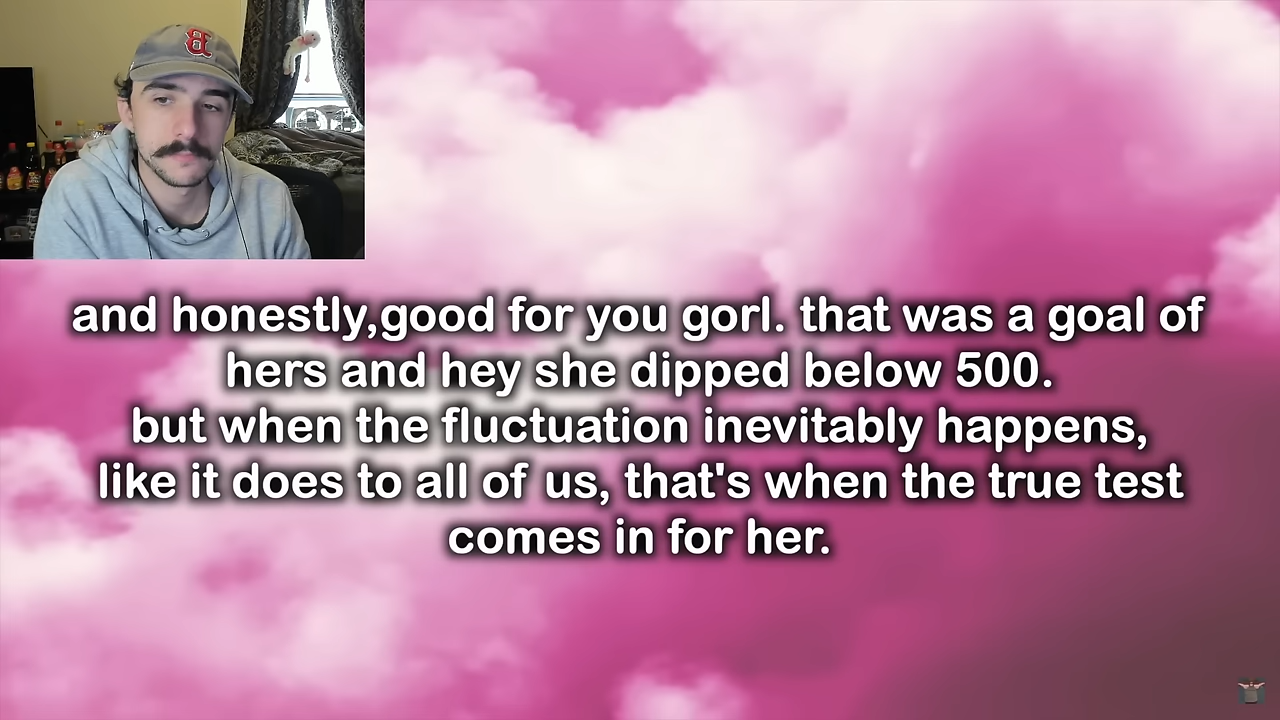 B
and honestly,good for you gorl. that was a goal of
hers and hey she dipped below 500.
but when the fluctuation inevitably happens,
like it does to all of us, that's when the true test
comes in for her.